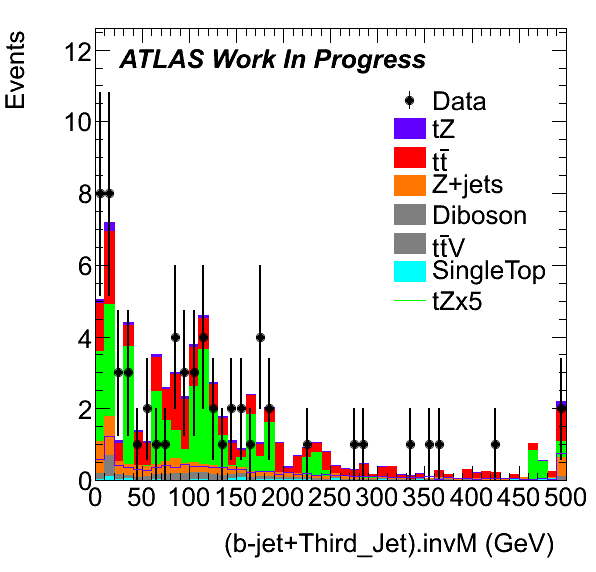 Events
ATLAS Work In Progress
12
10
8
6
4
2
0
Data
tZ
tt̄
Z+jets
Diboson
tt̄V
SingleTop
tZx5
0 50 100 150 200 250 300 350 400 450 500
(b-jet+Third_Jet).invM (GeV)